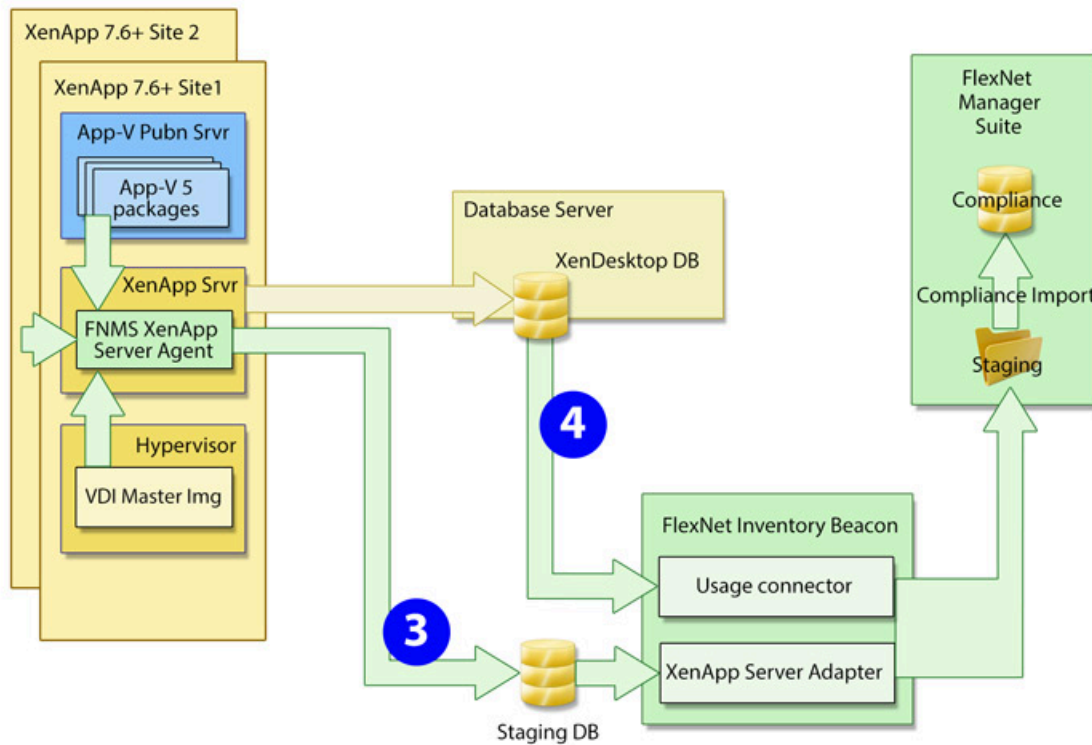 XenApp 7.6+ Site 2
XenApp 7.6+ Site1
App-V Pubn Srvr
App-V 5
packages
XenApp Srvr
FNMS XenApp
Server Agent
Hypervisor
VDI Master Img
Database Server
XenDesktop DB
4
3
Staging DB
FlexNet Inventory Beacon
Usage connector
XenApp Server Adapter
FlexNet
Manager
Suite
Compliance
Compliance Import
Staging